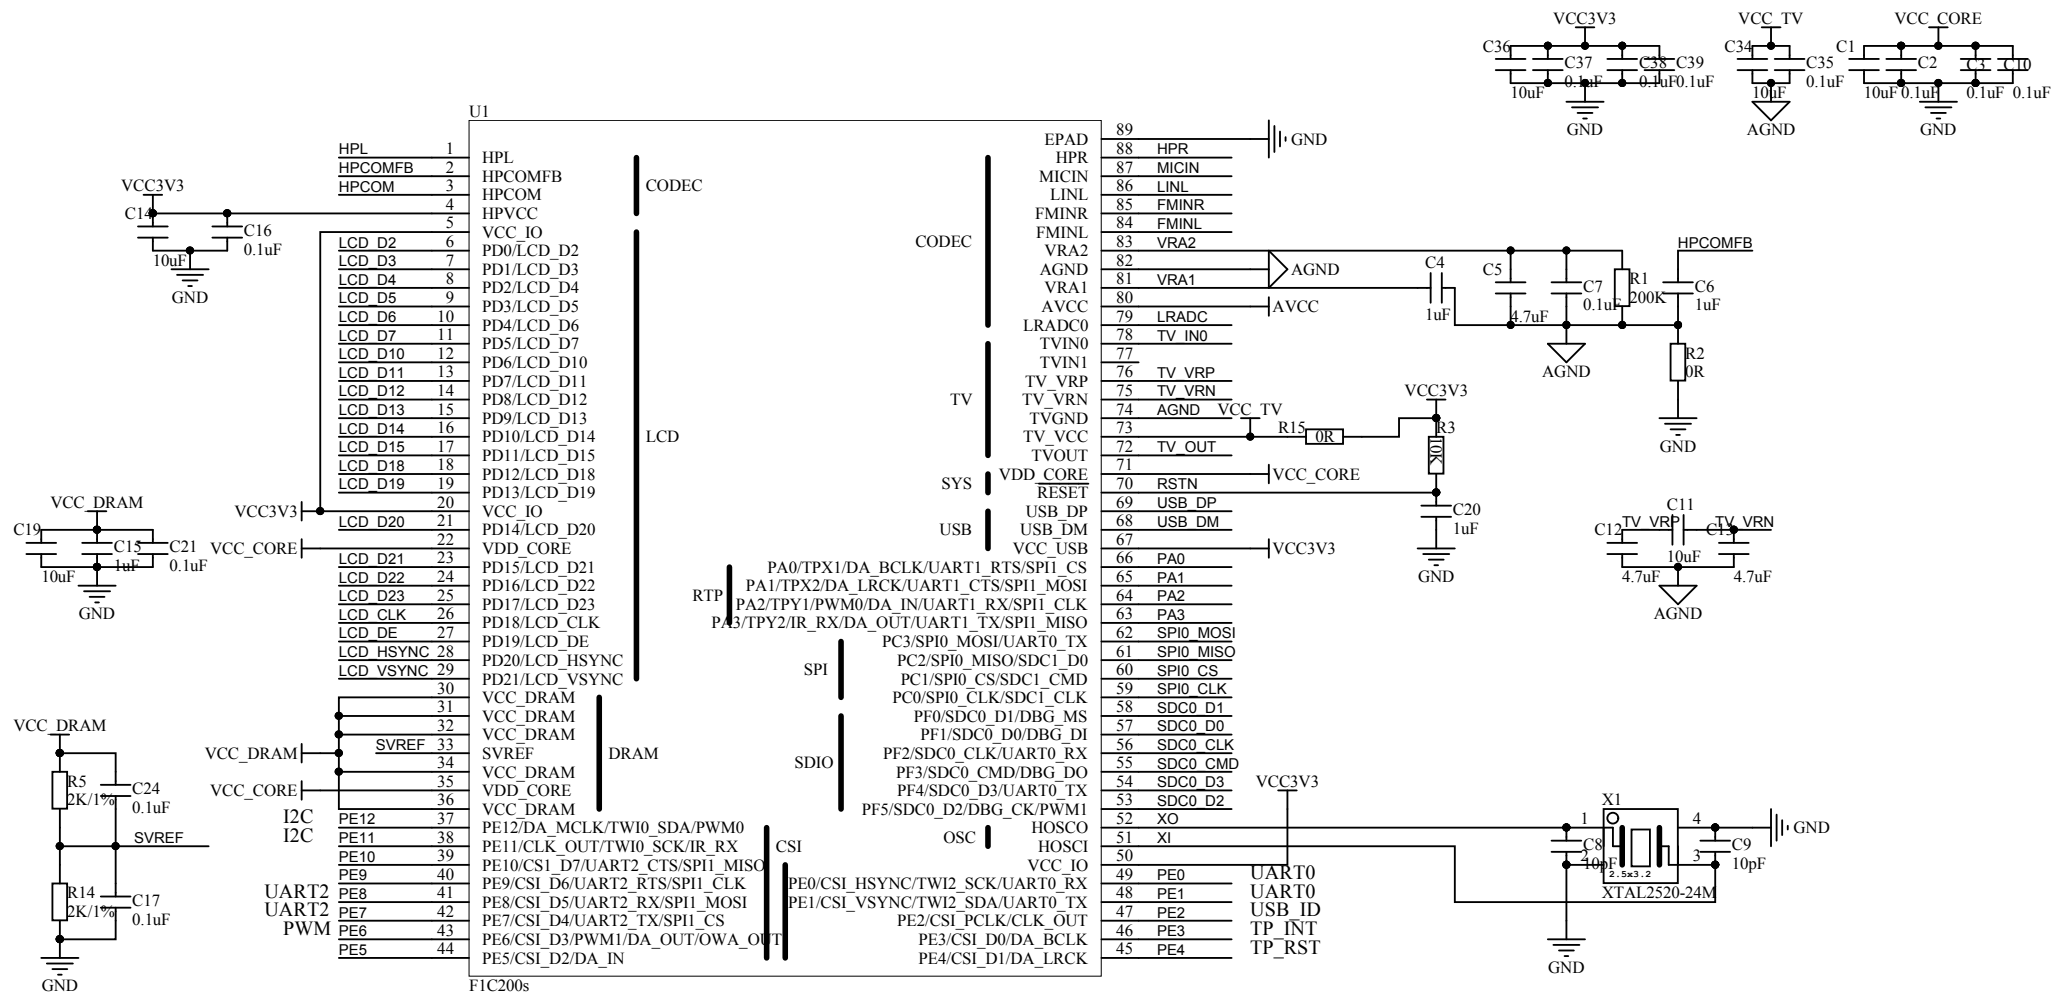 VCC3V3 VCC_TV VCC_CORE
C36 C37 C38 C39 C34 C35 C1 C2 C3 C10
10uF 0.1uF 0.1uF 0.1uF 10uF 0.1uF 10uF 0.1uF 0.1uF 0.1uF
GND AGND GND
U1
EPAD 89 GND
HPL 1 HPL
HPCOMFB 2 HPCOMFB
HPCOM 3 HPCOM
4 HPVCC
5 VCC_IO
LCD_D2 6 PD0/LCD_D2
LCD_D3 7 PD1/LCD_D3
LCD_D4 8 PD2/LCD_D4
LCD_D5 9 PD3/LCD_D5
LCD_D6 10 PD4/LCD_D6
LCD_D7 11 PD5/LCD_D7
LCD_D10 12 PD6/LCD_D10
LCD_D11 13 PD7/LCD_D11
LCD_D12 14 PD8/LCD_D12
LCD_D13 15 PD9/LCD_D13
LCD_D14 16 PD10/LCD_D14
LCD_D15 17 PD11/LCD_D15
LCD_D18 18 PD12/LCD_D18
LCD_D19 19 PD13/LCD_D19
VCC3V3 20 VCC_IO
LCD_D20 21 PD14/LCD_D20
VCC_CORE 22 VDD_CORE
LCD_D21 23 PD15/LCD_D21
LCD_D22 24 PD16/LCD_D22
LCD_D23 25 PD17/LCD_D23
LCD_CLK 26 PD18/LCD_CLK
LCD_DE 27 PD19/LCD_DE
LCD_HSYNC 28 PD20/LCD_HSYNC
LCD_VSYNC 29 PD21/LCD_VSYNC
30 VCC_DRAM
31 VCC_DRAM
32 VCC_DRAM
VCC_DRAM SVREF 33 SVREF
34 VCC_DRAM
VCC_CORE 35 VDD_CORE
36 VCC_DRAM
I2C PE12 37 PE12/DA_MCLK/TWI0_SDA/PWM0
I2C PE11 38 PE11/CLK_OUT/TWI0_SCK/IR_RX
PE10 39 PE10/CS1_D7/UART2_CTS/SPI1_MISO
PE9 40 PE9/CSI_D6/UART2_RTS/SPI1_CLK
UART2 PE8 41 PE8/CSI_D5/UART2_RX/SPI1_MOSI
UART2 PE7 42 PE7/CSI_D4/UART2_TX/SPI1_CS
PWM PE6 43 PE6/CSI_D3/PWM1/DA_OUT/OWA_OUT
PE5 44 PE5/CSI_D2/DA_IN
CODEC
LCD
DRAM
CSI
CODEC
TV
SYS
USB
RTP
SPI
SDIO
OSC
HPR 88 HPR
MICIN 87 MICIN
LINL 86 LINL
FMINR 85 FMINR
FMINL 84 FMINL
VRA2 83 VRA2
AGND 82 AGND
VRA1 81 VRA1
AVCC 80 AVCC
LRADC0 79 LRADC
TVIN0 78 TV_IN0
TVIN1 77
TV_VRP 76 TV_VRP
TV_VRN 75 TV_VRN
TVGND 74 AGND
TV_VCC 73
TVOUT 72 TV_OUT
VDD_CORE 71 VCC_CORE
RESET 70 RSTN
USB_DP 69 USB_DP
USB_DM 68 USB_DM
VCC_USB 67 VCC3V3
PA0/TPX1/DA_BCLK/UART1_RTS/SPI1_CS 66 PA0
PA1/TPX2/DA_LRCK/UART1_CTS/SPI1_MOSI 65 PA1
PA2/TPY1/PWM0/DA_IN/UART1_RX/SPI1_CLK 64 PA2
PA3/TPY2/IR_RX/DA_OUT/UART1_TX/SPI1_MISO 63 PA3
PC3/SPI0_MOSI/UART0_TX 62 SPI0_MOSI
PC2/SPI0_MISO/SDC1_D0 61 SPI0_MISO
PC1/SPI0_CS/SDC1_CMD 60 SPI0_CS
PC0/SPI0_CLK/SDC1_CLK 59 SPI0_CLK
PF0/SDC0_D1/DBG_MS 58 SDC0_D1
PF1/SDC0_D0/DBG_DI 57 SDC0_D0
PF2/SDC0_CLK/UART0_RX 56 SDC0_CLK
PF3/SDC0_CMD/DBG_DO 55 SDC0_CMD
PF4/SDC0_D3/UART0_TX 54 SDC0_D3
PF5/SDC0_D2/DBG_CK/PWM1 53 SDC0_D2
HOSCO 52 XO
HOSCI 51 XI
VCC_IO 50 VCC3V3
PE0/CSI_HSYNC/TWI2_SCK/UART0_RX 49 PE0 UART0
PE1/CSI_VSYNC/TWI2_SDA/UART0_TX 48 PE1 UART0
PE2/CSI_PCLK/CLK_OUT 47 PE2 USB_ID
PE3/CSI_D0/DA_BCLK 46 PE3 TP_INT
PE4/CSI_D1/DA_LRCK 45 PE4 TP_RST
F1C200s
VCC3V3
C14 C16
10uF 0.1uF
GND
VCC_DRAM
C19 C15 C21
10uF 1uF 0.1uF
GND
VCC_DRAM
R5 C24
2K/1% 0.1uF
SVREF
R14 C17
2K/1% 0.1uF
GND
HPCOMFB
C4 C5 C7 R1 C6
1uF 4.7uF 0.1uF 200K 1uF
AGND
R2
0R
GND
VCC_TV VCC3V3
R15 0R R3 10K
C20
1uF
GND
C12 TV_VRP C11 TV_VRN C13
10uF
4.7uF 4.7uF
AGND
X1
1 4 GND
C8 2 3 C9
10pF 10pF
2.5x3.2
XTAL2520-24M
GND